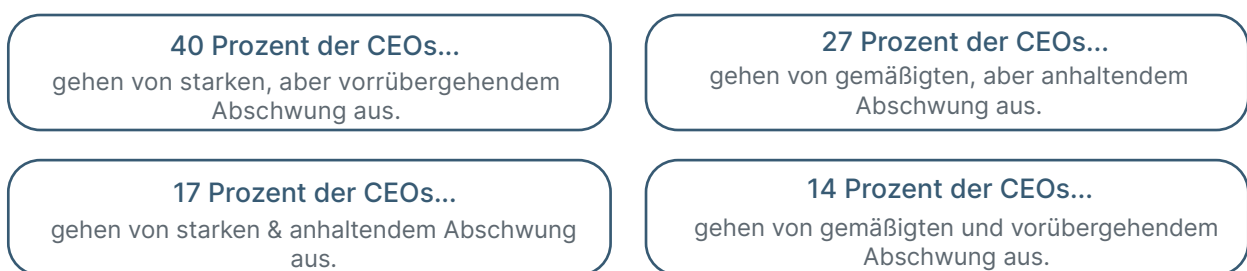 40 Prozent der CEOs...
gehen von starken, aber vorrübergehendem
Abschwung aus.
27 Prozent der CEOs...
gehen von gemäßigten, aber anhaltendem
Abschwung aus.
17 Prozent der CEOs...
gehen von starken & anhaltendem Abschwung
aus.
14 Prozent der CEOs...
gehen von gemäßigten und vorübergehendem
Abschwung aus.